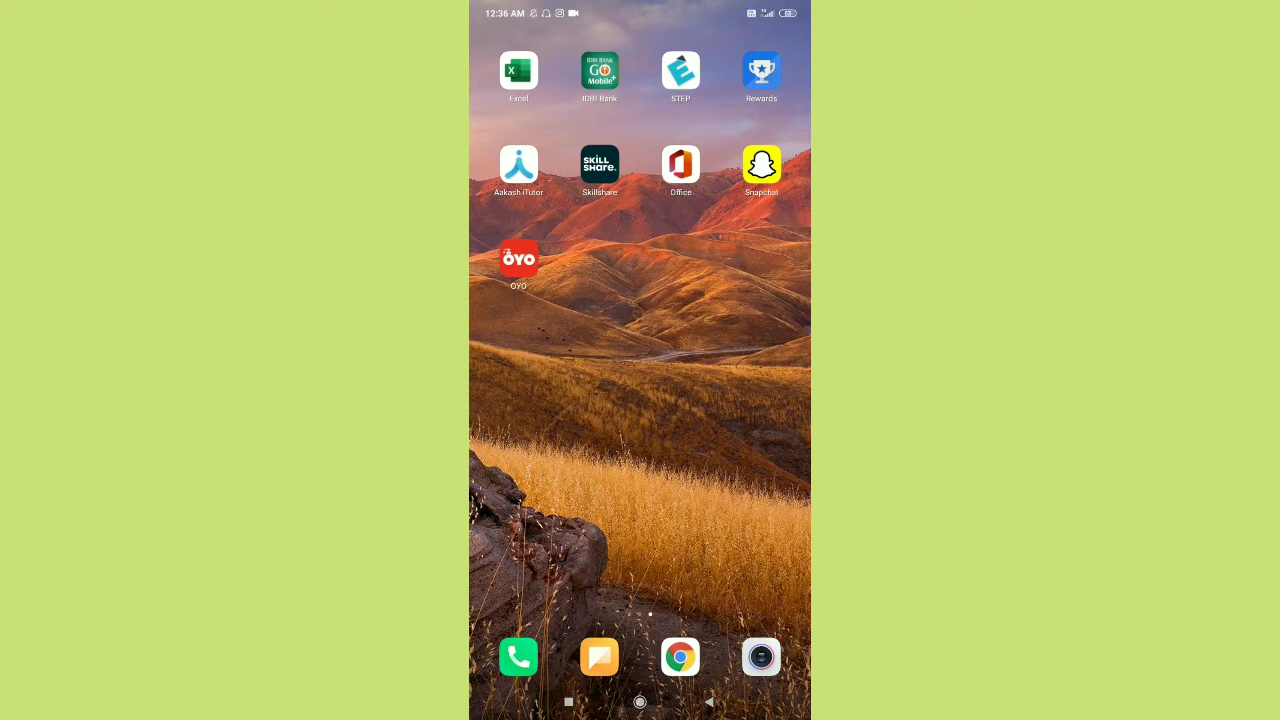 12:36 AM
Excel
IDBI BANK
GO
Mobile+
IDBI Bank
STEP
Rewards
Aakash iTutor
SKILL
SHARE.
Skillshare
Office
Snapchat
OYO
OYO